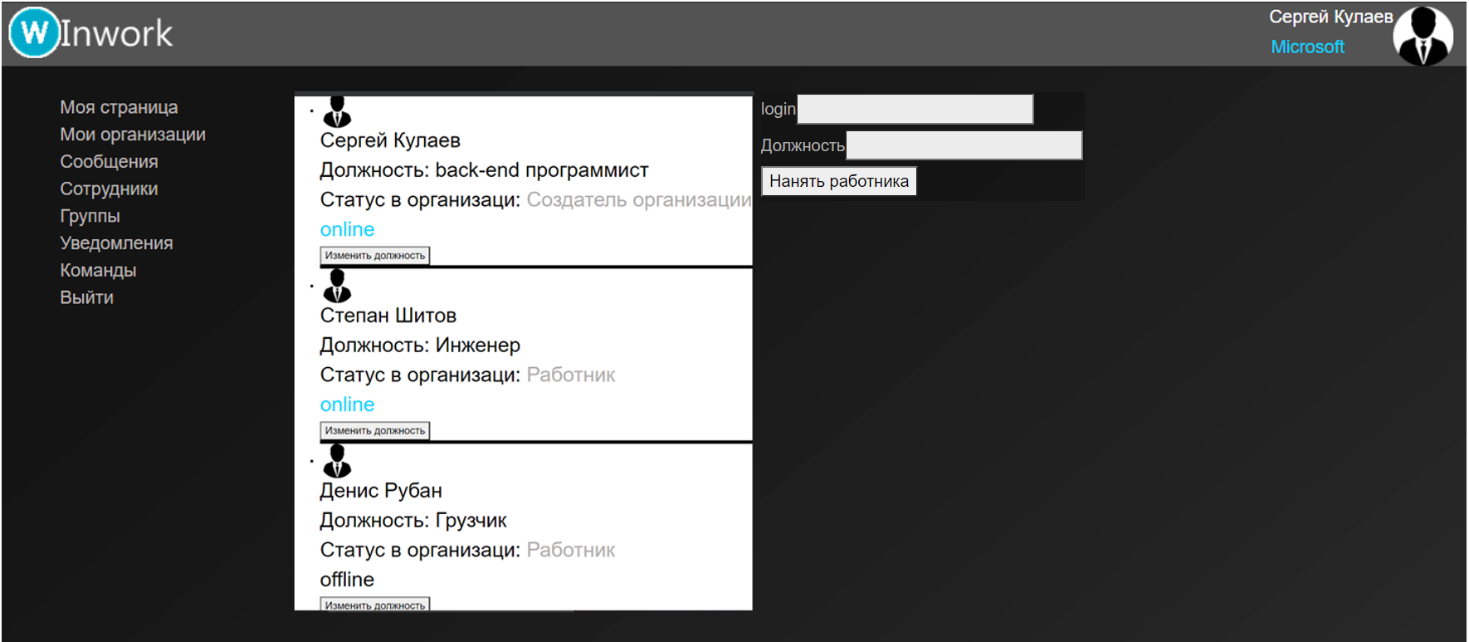 W Inwork
Сергей Кулаев
Microsoft
Моя страница
Мои организации
Сообщения
Сотрудники
Группы
Уведомления
Команды
Выйти
Сергей Кулаев
Должность: back-end программист
Статус в организаци: Создатель организации
online
Изменить должность
Степан Шитов
Должность: Инженер
Статус в организаци: Работник
online
Изменить должность
Денис Рубан
Должность: Грузчик
Статус в организаци: Работник
offline
Изменить должность
login
Должность
Нанять работника